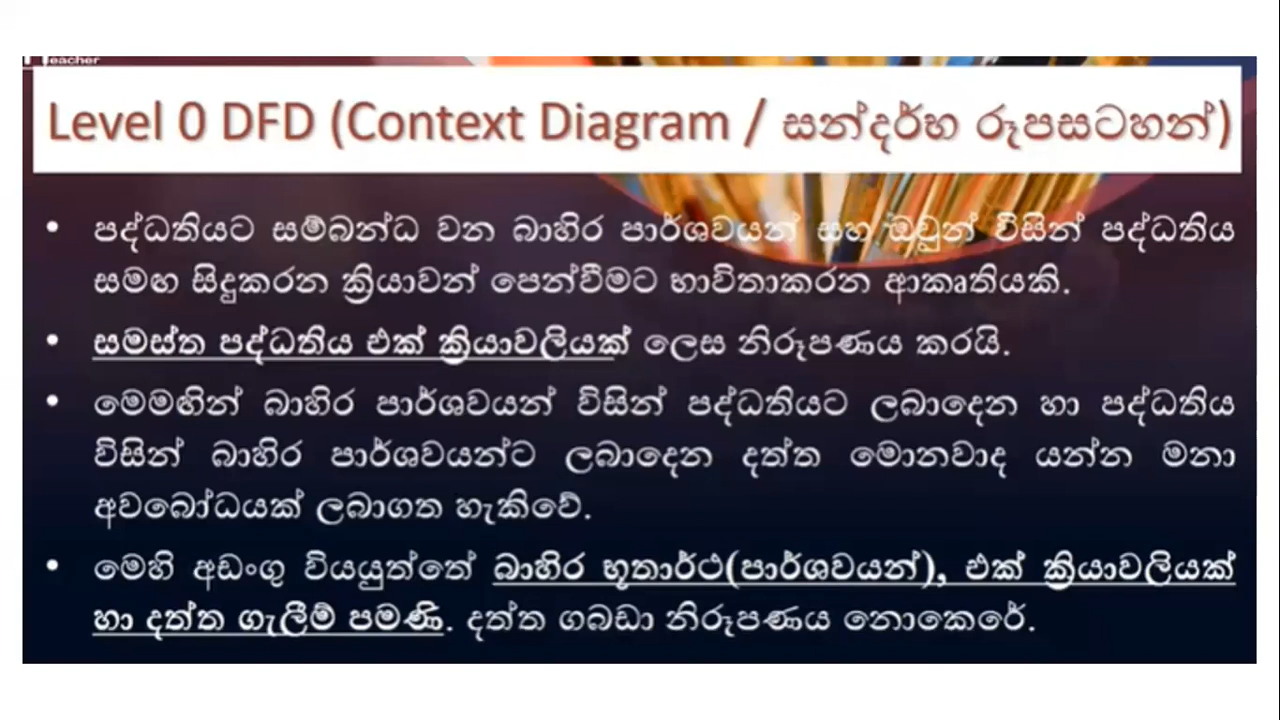 Teacher
Level 0 DFD (Context Diagram / සන්දර්භ රූපසටහන්)
• පද්ධතියට සම්බන්ධ වන බාහිර පාර්ශවයන් සහ ඔවුන් විසින් පද්ධතිය
සමඟ සිදුකරන ක්‍රියාවන් පෙන්වීමට භාවිතාකරන ආකෘතියකි.
• සමස්ත පද්ධතිය එක් ක්‍රියාවලියක් ලෙස නිරූපණය කරයි.
• මෙමඟින් බාහිර පාර්ශවයන් විසින් පද්ධතියට ලබාදෙන හා පද්ධතිය
විසින් බාහිර පාර්ශවයන්ට ලබාදෙන දත්ත මොනවාද යන්න මනා
අවබෝධයක් ලබාගත හැකිවේ.
• මෙහි අඩංගු වියයුත්තේ බාහිර භූතාර්ථ(පාර්ශවයන්), එක් ක්‍රියාවලියක්
හා දත්ත ගැලීම් පමණි. දත්ත ගබඩා නිරූපණය නොකෙරේ.